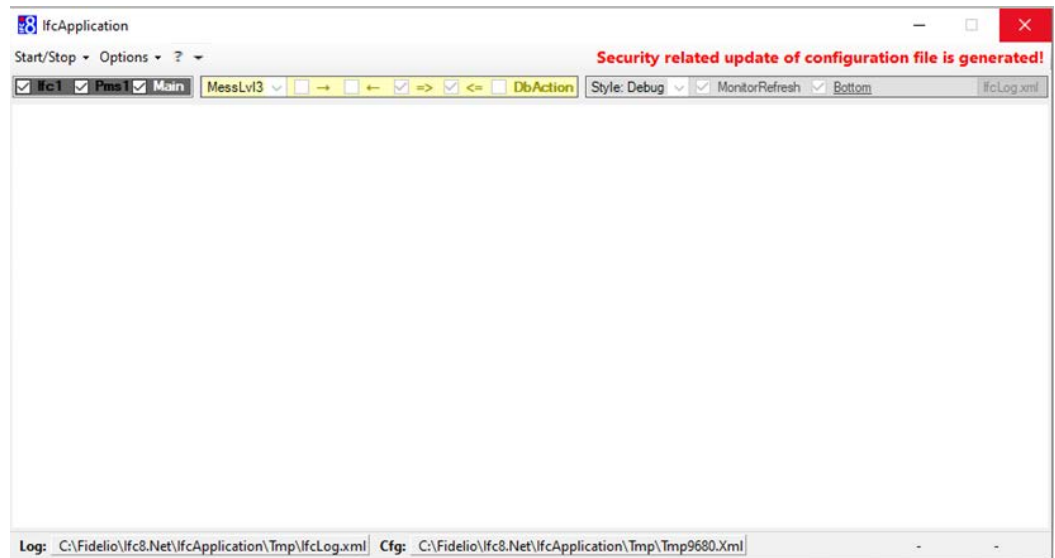 IfcApplication
Start/Stop Options ? Security related update of configuration file is generated!
Ifc1 Pms1 Main MessLvl3 → ← => <= DbAction Style: Debug MonitorRefresh Bottom IfcLog.xml
Log: C:\Fidelio\Ifc8.Net\IfcApplication\Tmp\IfcLog.xml Cfg: C:\Fidelio\Ifc8.Net\IfcApplication\Tmp\Tmp9680.Xml - -